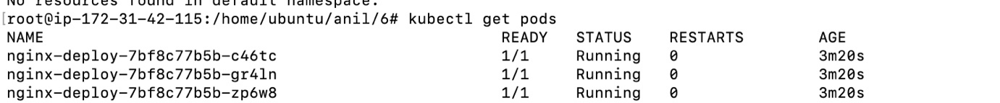 No resources found in default namespace.
[root@ip-172-31-42-115:/home/ubuntu/anil/6# kubectl get pods
NAME READY STATUS RESTARTS AGE
nginx-deploy-7bf8c77b5b-c46tc 1/1 Running 0 3m20s
nginx-deploy-7bf8c77b5b-gr4ln 1/1 Running 0 3m20s
nginx-deploy-7bf8c77b5b-zp6w8 1/1 Running 0 3m20s